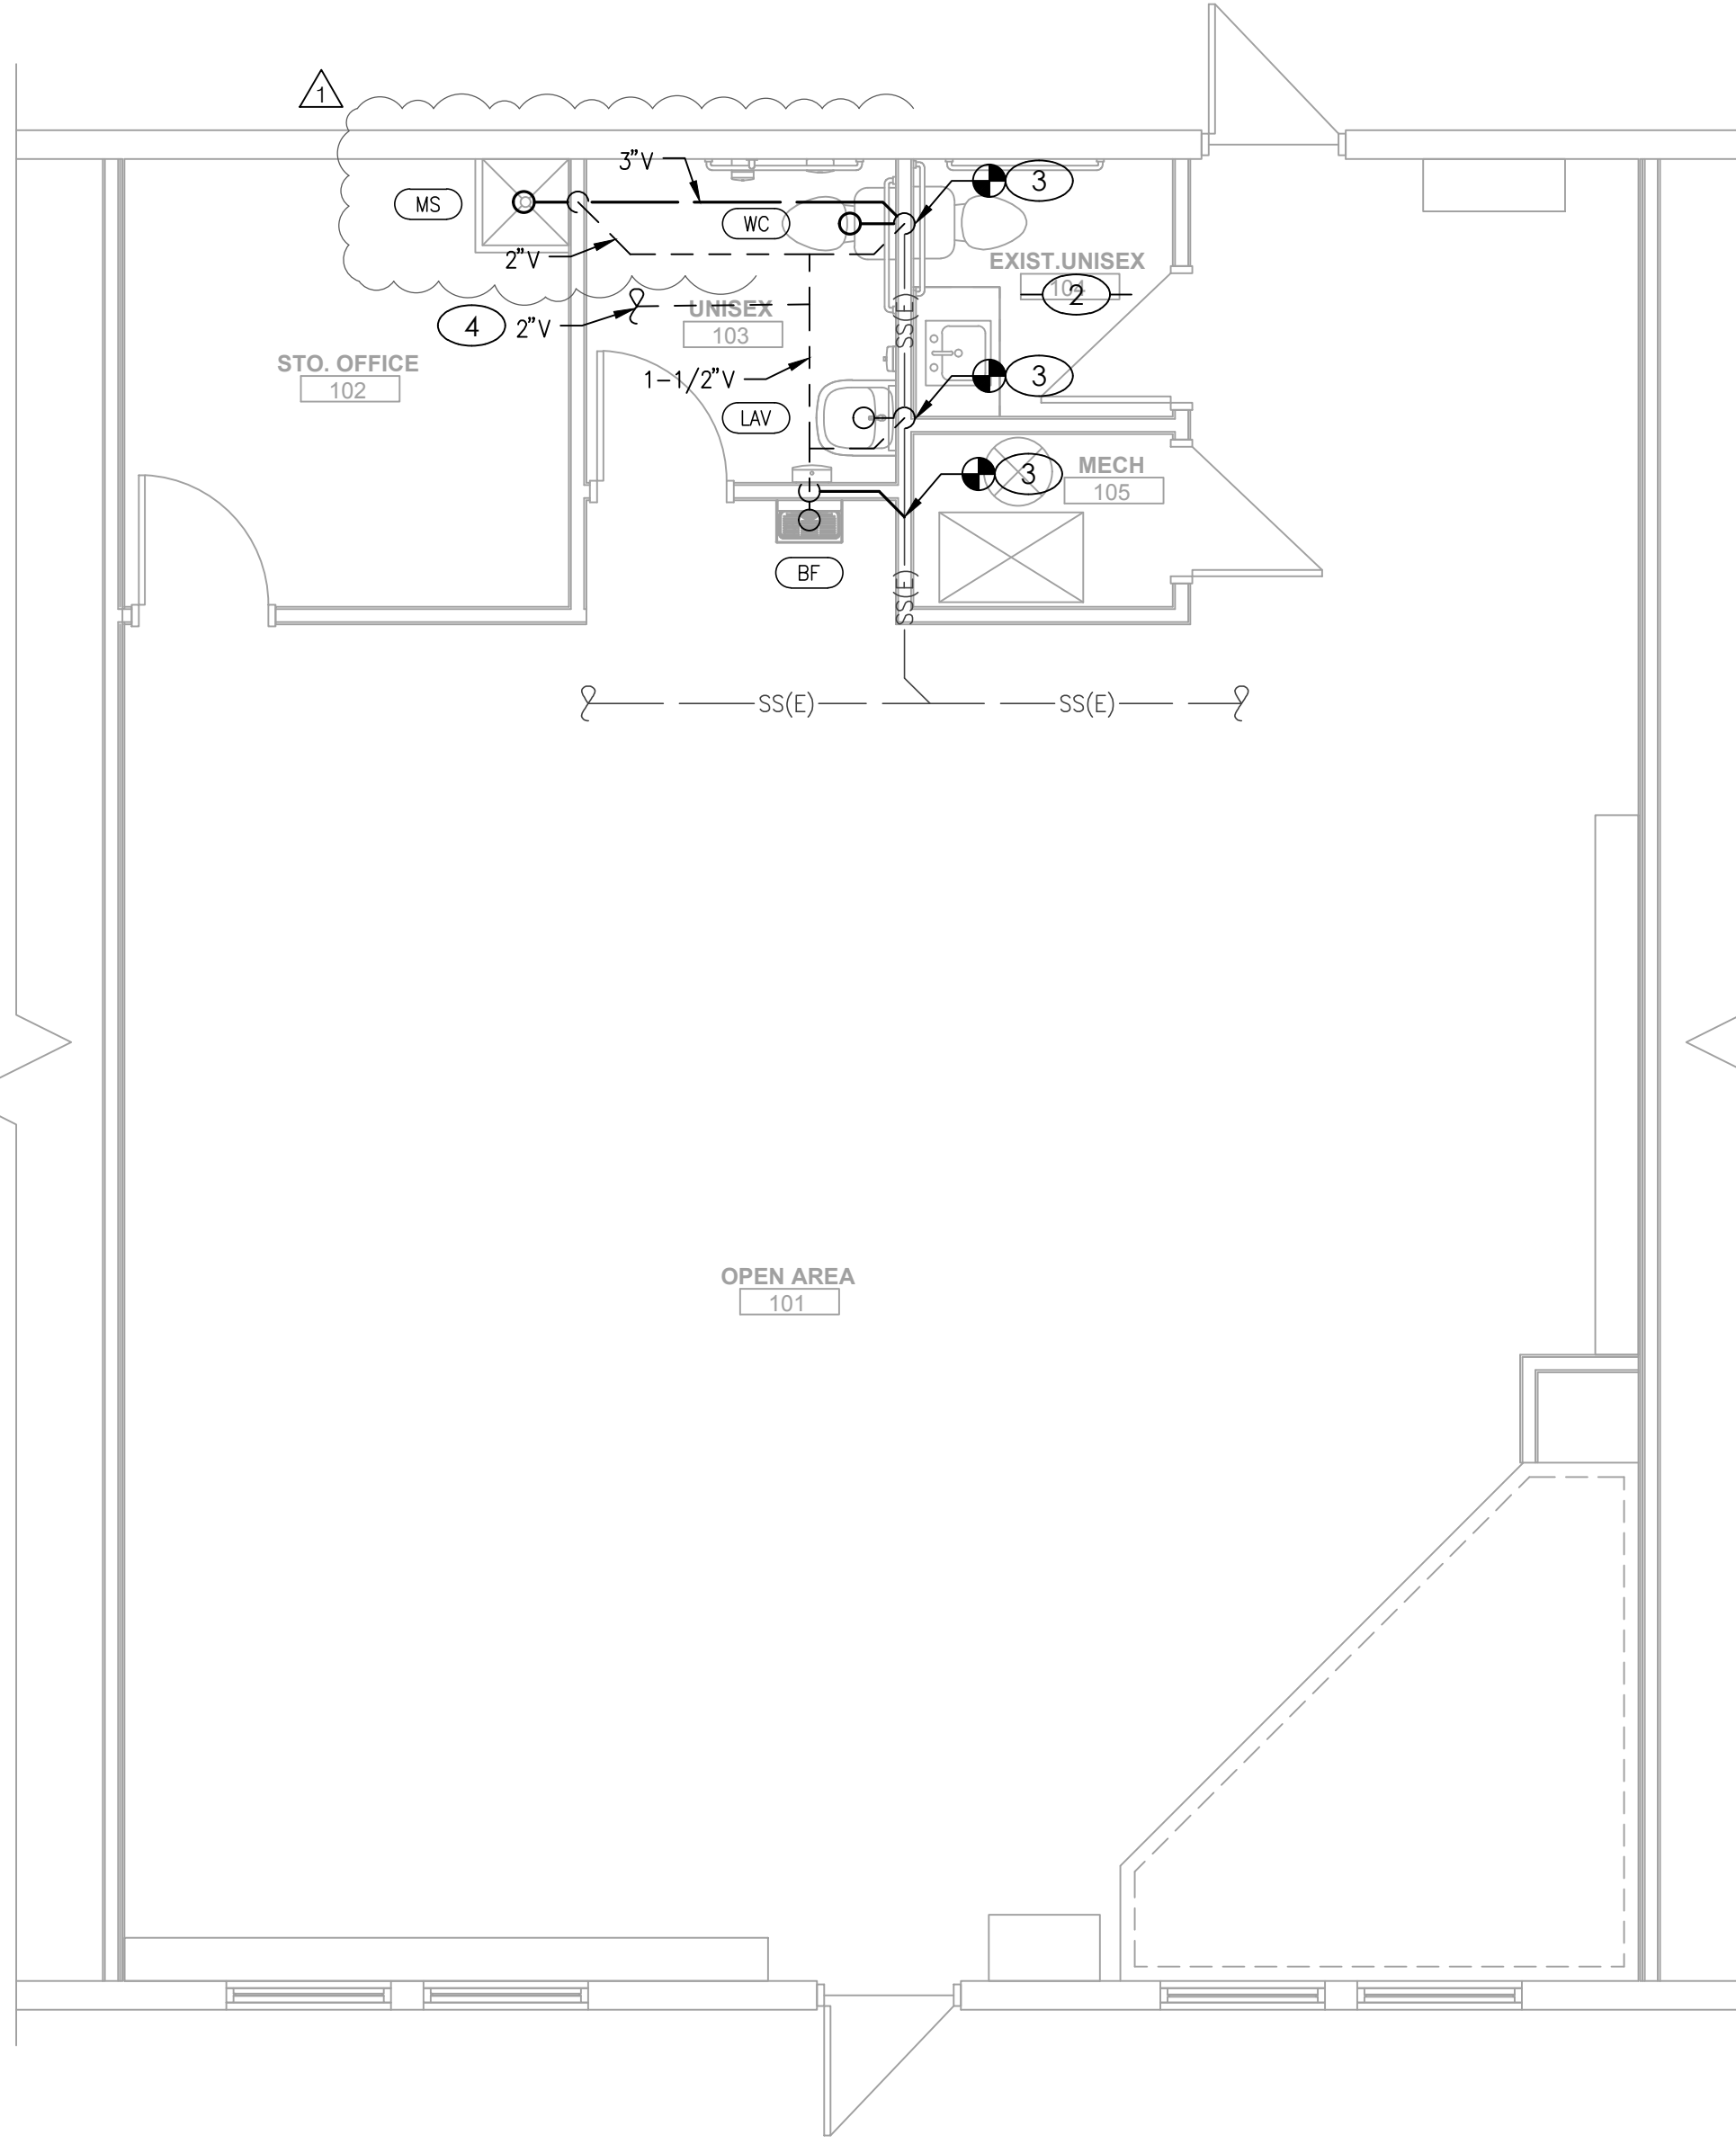 1
3"V
MS
WC
3
2"V
EXIST.UNISEX
104
2
UNISEX
103
4
2"V
SS(E)
STO. OFFICE
102
1-1/2"V
3
LAV
3
MECH
105
BF
SS(E)
SS(E)
SS(E)
OPEN AREA
101